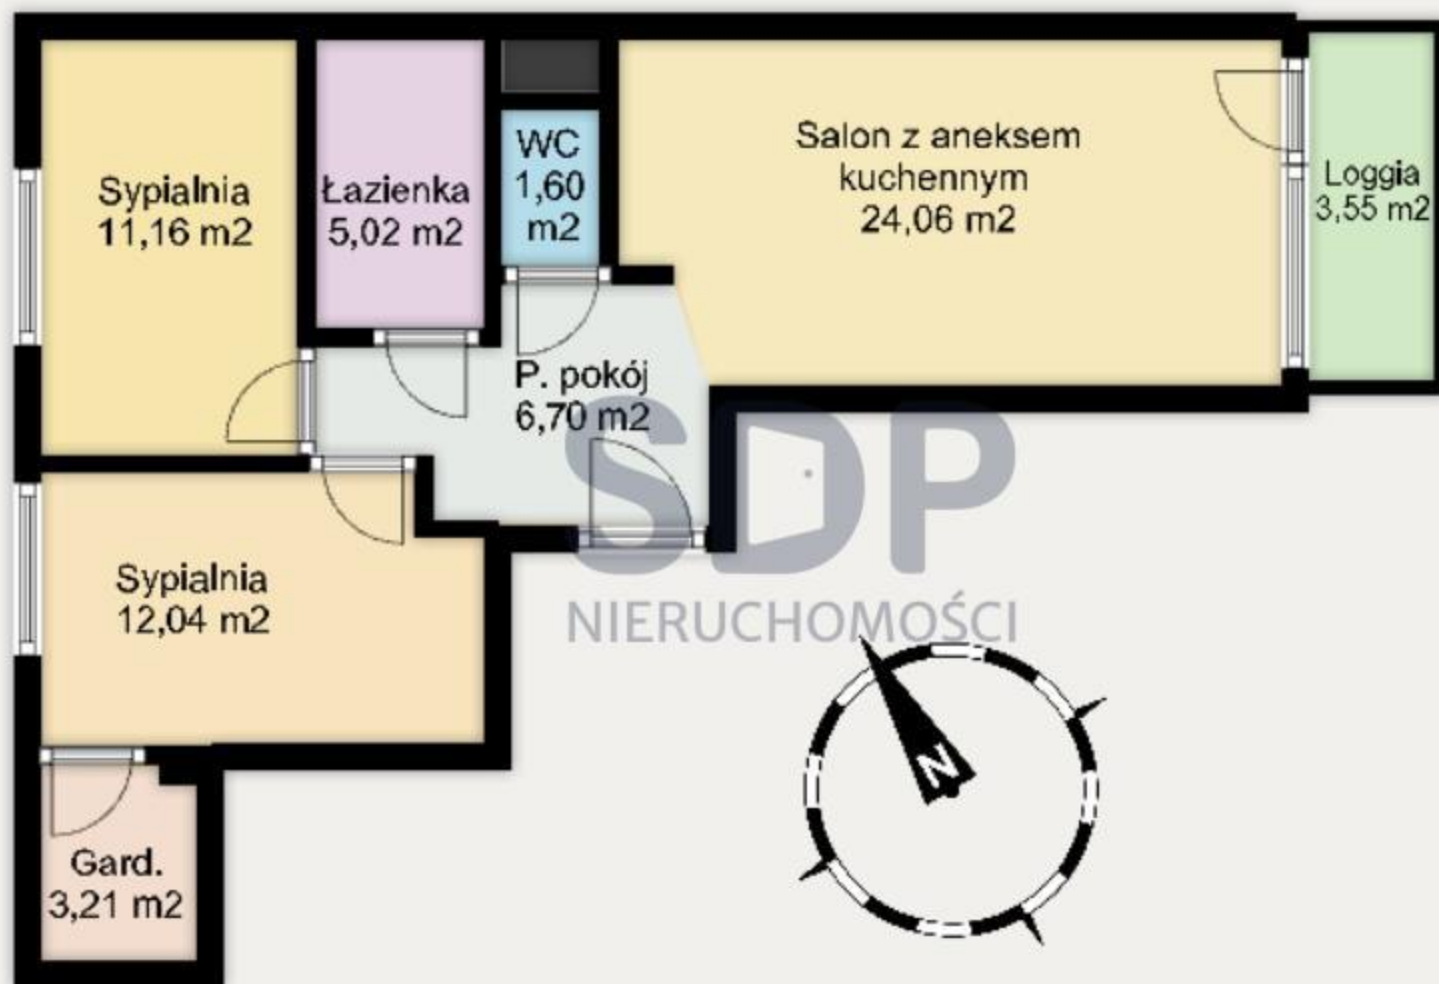 Sypialnia
11,16 m2
Łazienka
5,02 m2
WC
1,60
m2
Salon z aneksem
kuchennym
24,06 m2
Loggia
3,55 m2
P. pokój
6,70 m2
SDP
NIERUCHOMOŚCI
Sypialnia
12,04 m2
N
Gard.
3,21 m2